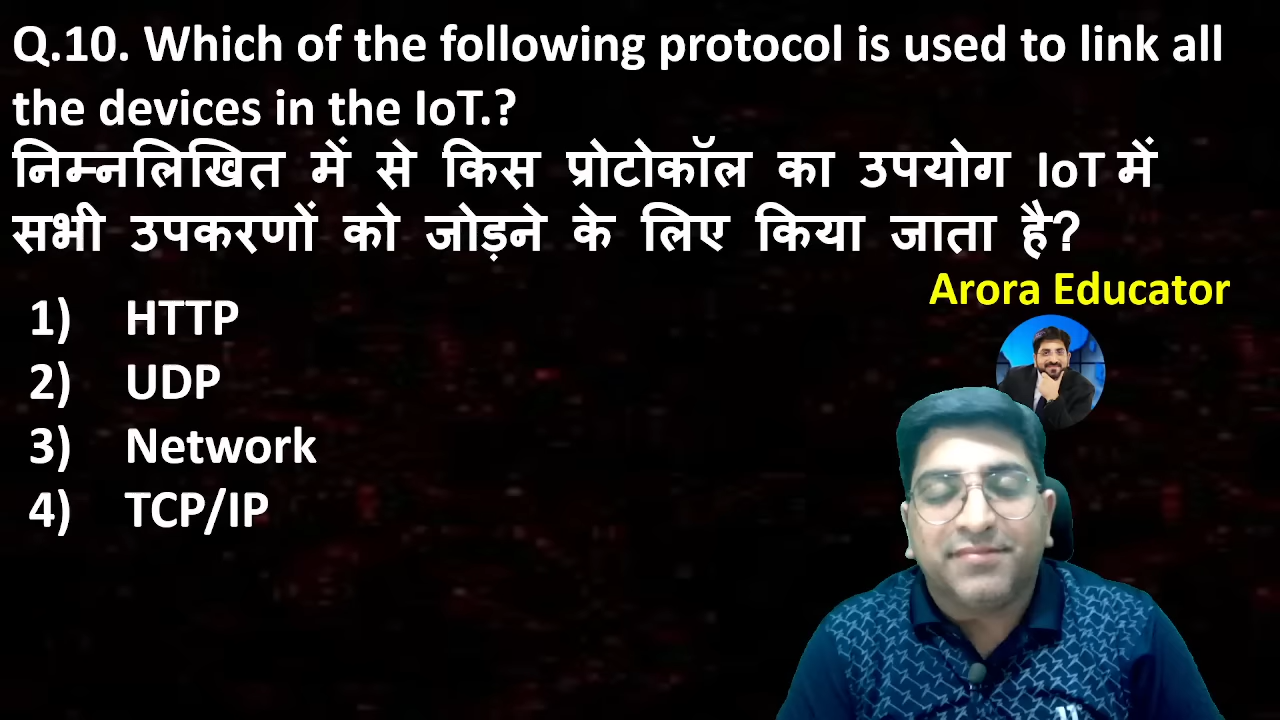 Q.10. Which of the following protocol is used to link all
the devices in the IoT.?
निम्नलिखित में से किस प्रोटोकॉल का उपयोग IoT में
सभी उपकरणों को जोड़ने के लिए किया जाता है?
Arora Educator
1) HTTP
2) UDP
3) Network
4) TCP/IP